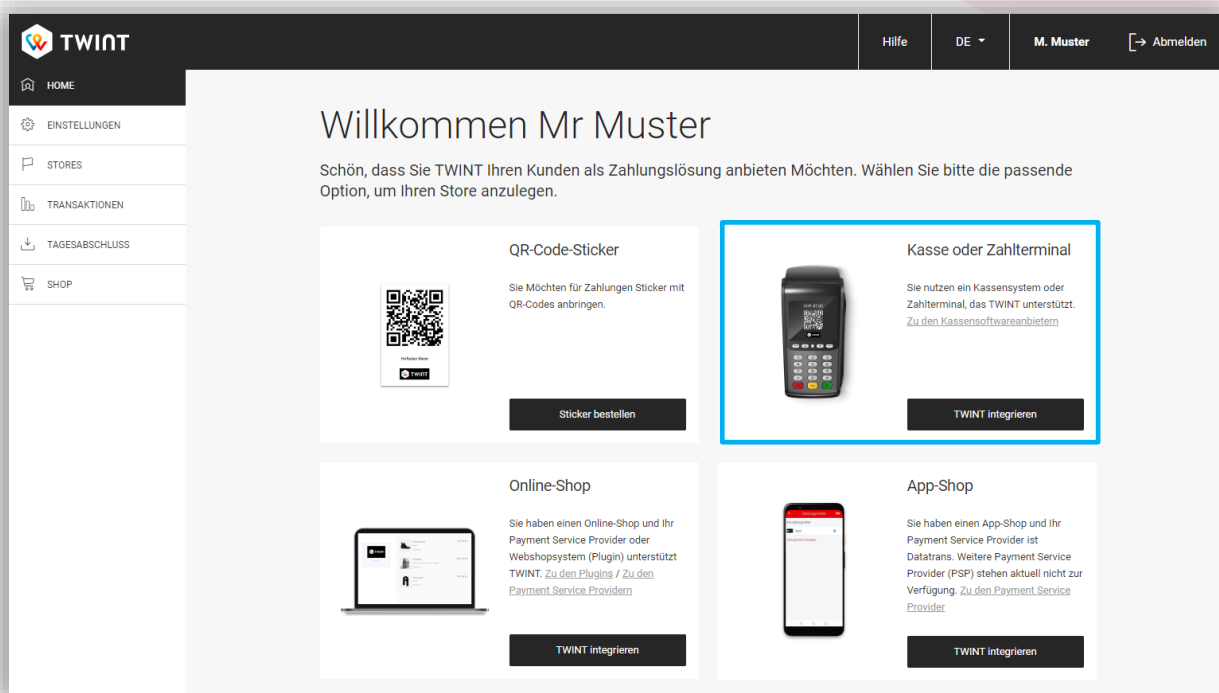 TWINT
Hilfe
DE
M. Muster
Abmelden
HOME
EINSTELLUNGEN
STORES
TRANSAKTIONEN
TAGESABSCHLUSS
SHOP
Willkommen Mr Muster
Schön, dass Sie TWINT Ihren Kunden als Zahlungslösung anbieten Möchten. Wählen Sie bitte die passende
Option, um Ihren Store anzulegen.
QR-Code-Sticker
Sie Möchten für Zahlungen Sticker mit
QR-Codes anbringen.
TWINT
Sticker bestellen
Kasse oder Zahlterminal
Sie nutzen ein Kassensystem oder
Zahlterminal, das TWINT unterstützt.
Zu den Kassensoftwareanbietern
TWINT integrieren
Online-Shop
Sie haben einen Online-Shop und Ihr
Payment Service Provider oder
Webshopsystem (Plugin) unterstützt
TWINT. Zu den Plugins / Zu den
Payment Service Providern
TWINT integrieren
App-Shop
Sie haben einen App-Shop und Ihr
Payment Service Provider ist
Datatrans. Weitere Payment Service
Provider (PSP) stehen aktuell nicht zur
Verfügung. Zu den Payment Service
Provider
TWINT integrieren